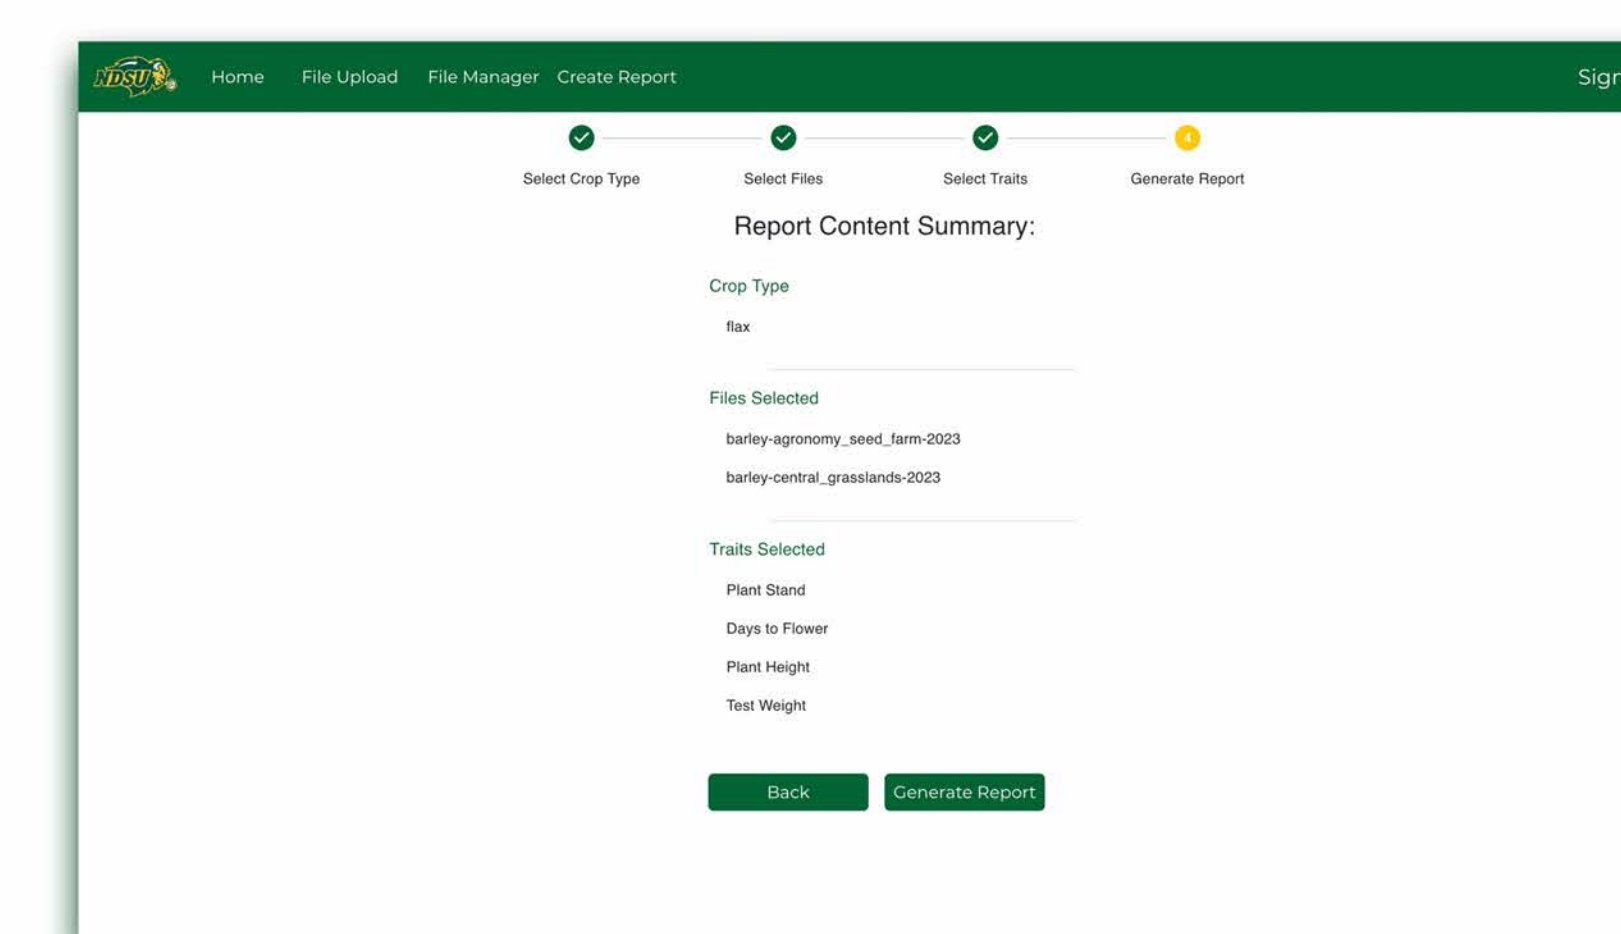 NDSU Home File Upload File Manager Create Report Sign
4
Select Crop Type Select Files Select Traits Generate Report
Report Content Summary:
Crop Type
flax
Files Selected
barley-agronomy_seed_farm-2023
barley-central_grasslands-2023
Traits Selected
Plant Stand
Days to Flower
Plant Height
Test Weight
Back Generate Report